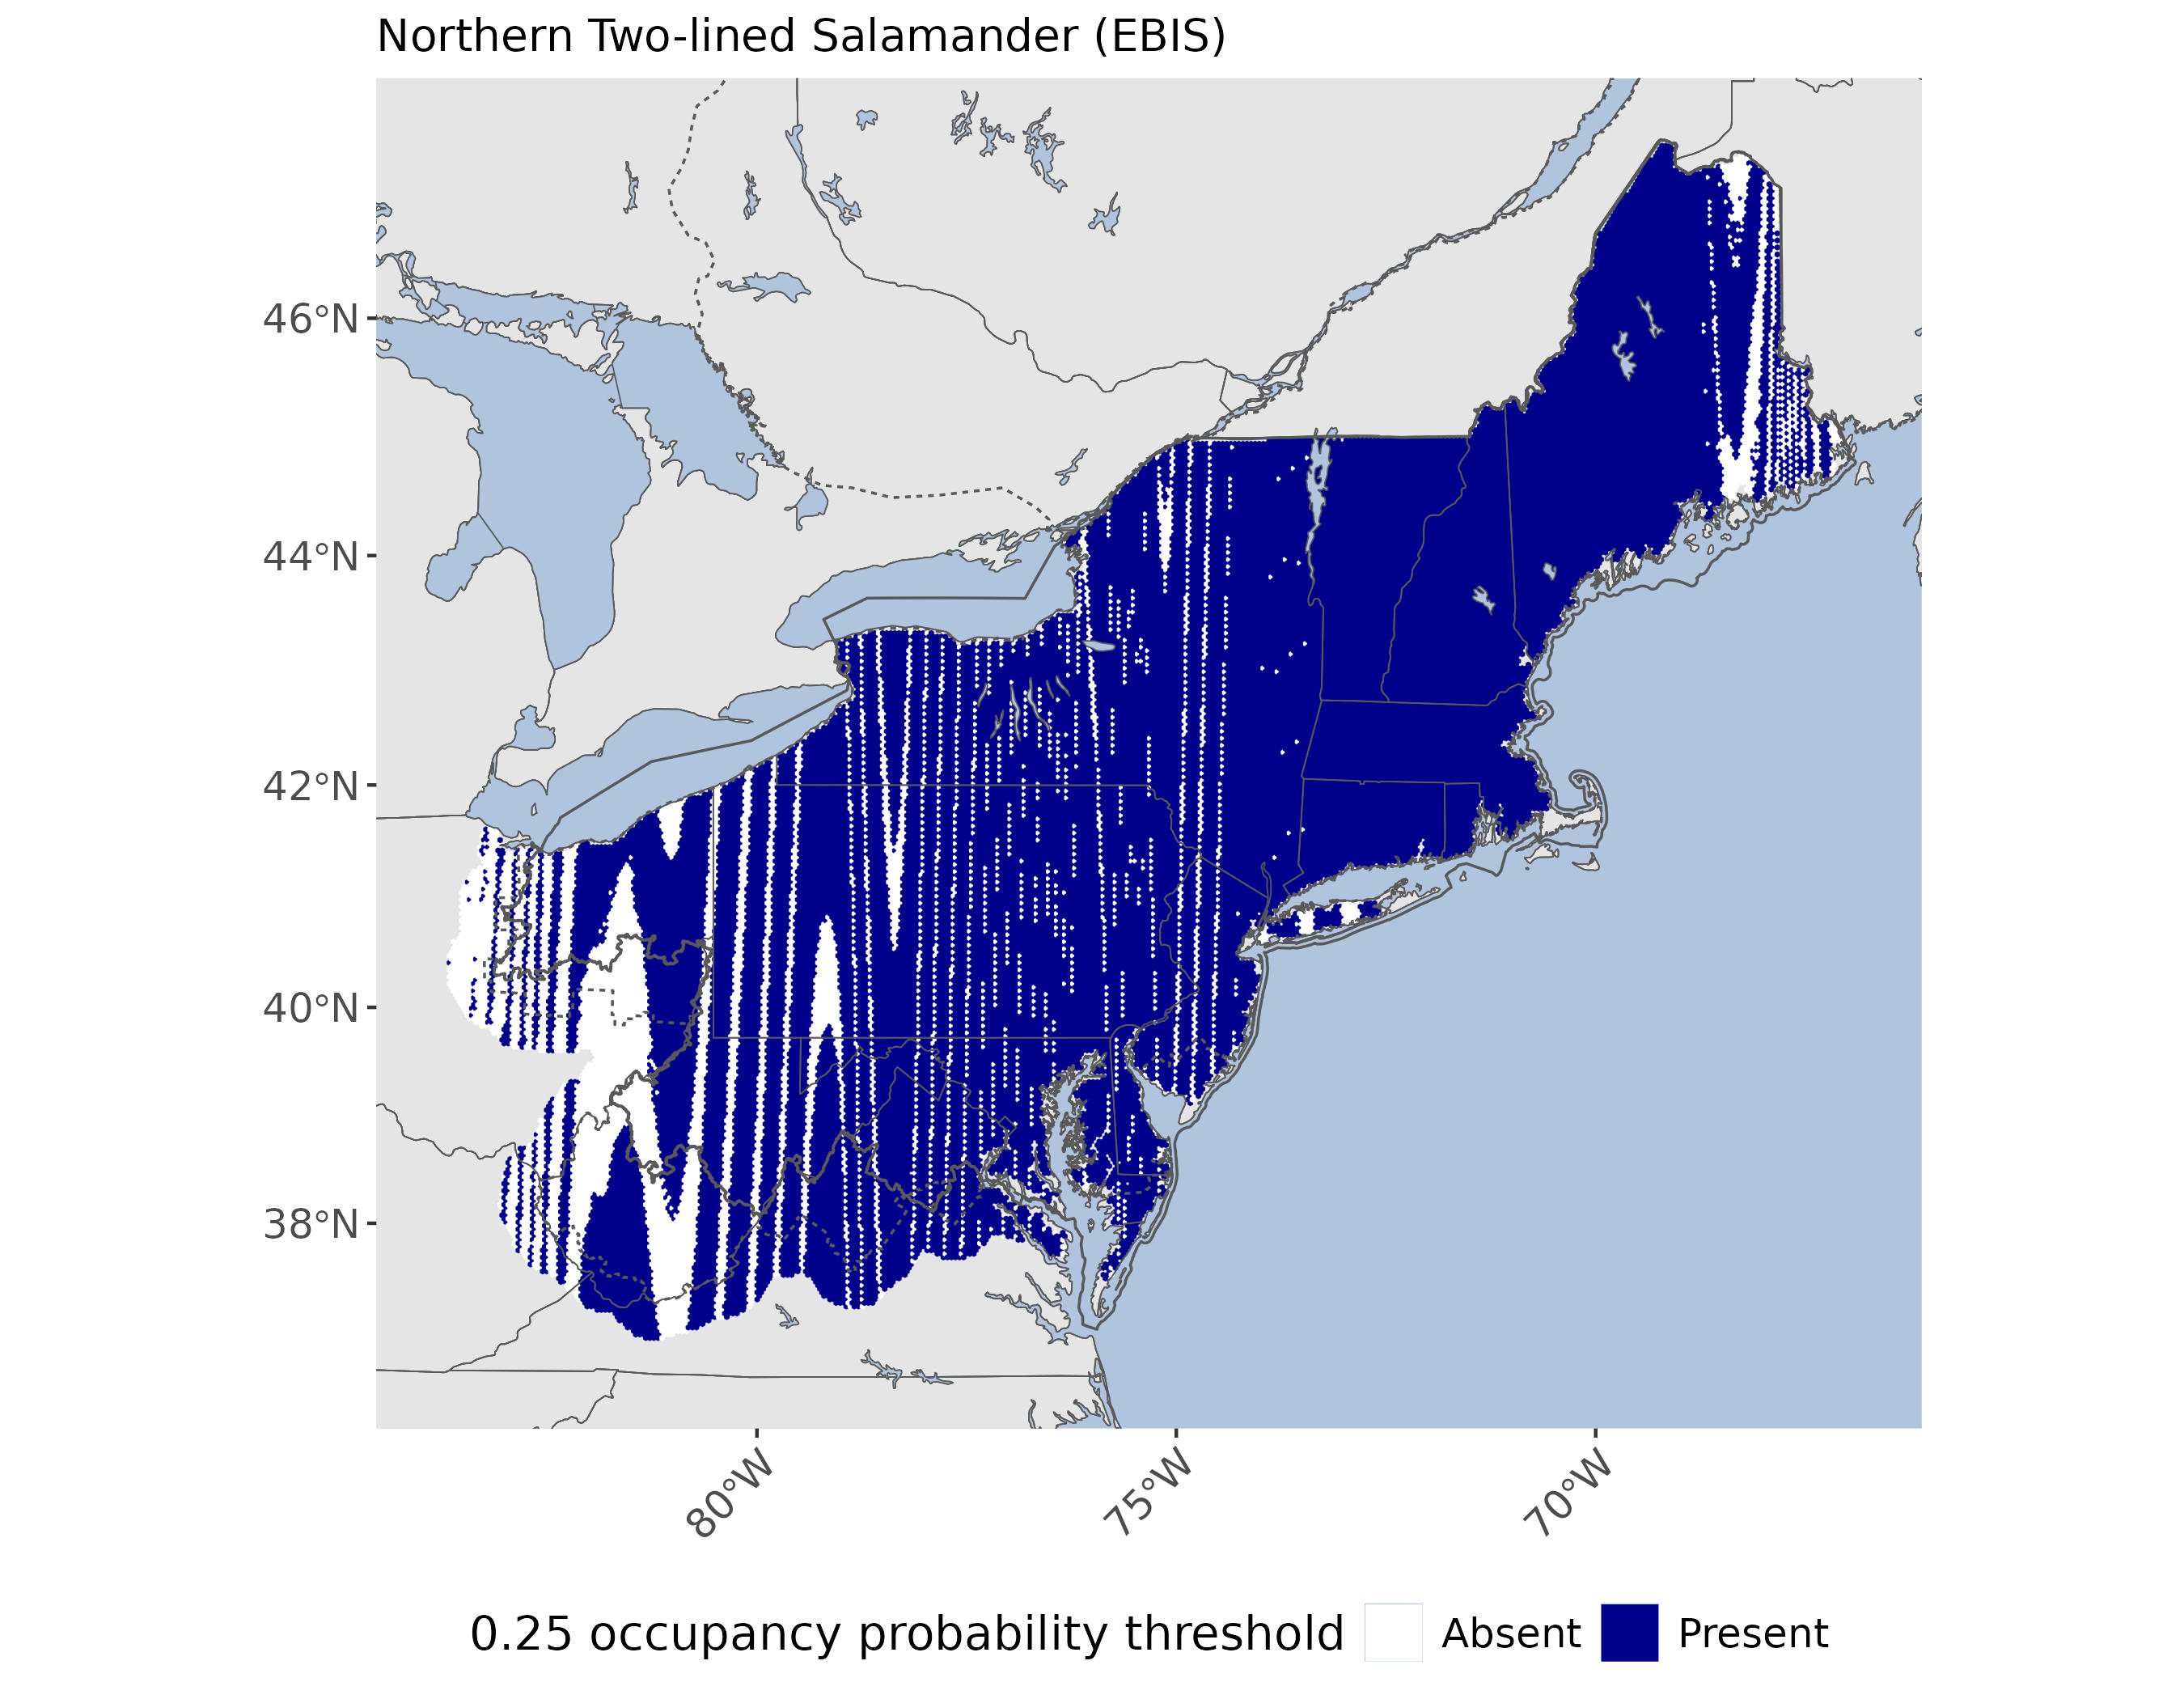 Northern Two-lined Salamander (EBIS)
46°N
44°N
42°N
40°N
38°N
80°W
75°W
70°W
0.25 occupancy probability threshold Absent Present